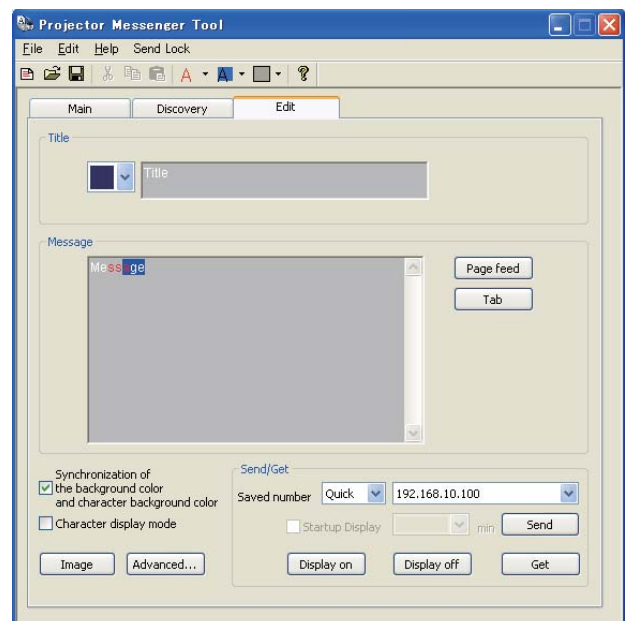 Projector Messenger Tool
File Edit Help Send Lock
A A ?
Main Discovery Edit
Title
Title
Message
Message
Page feed
Tab
Synchronization of
the background color
and character background color
Character display mode
Image Advanced...
Send/Get
Saved number Quick 192.168.10.100
Startup Display min Send
Display on Display off Get